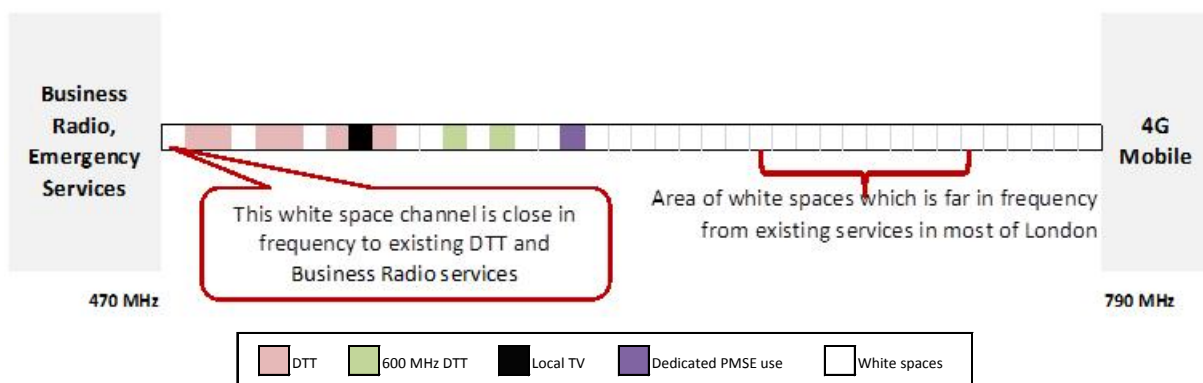 Business
Radio,
Emergency
Services
4G
Mobile
This white space channel is close in
frequency to existing DTT and
Business Radio services
Area of white spaces which is far in frequency
from existing services in most of London
470 MHz
790 MHz
DTT
600 MHz DTT
Local TV
Dedicated PMSE use
White spaces